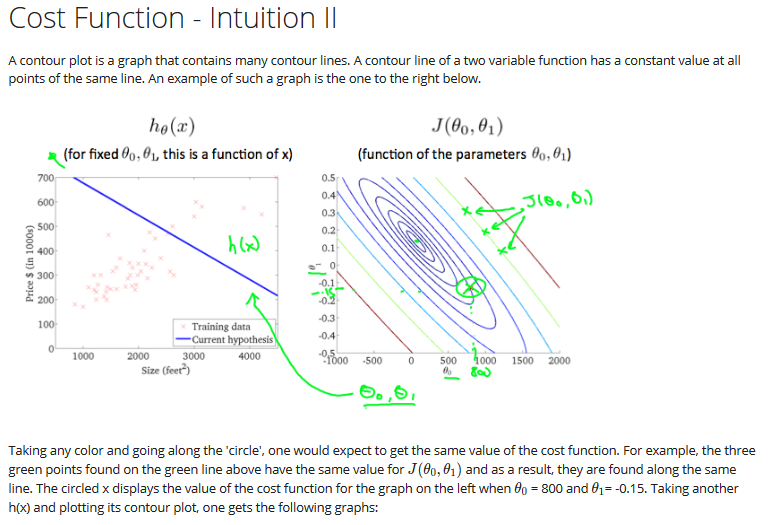 Cost Function - Intuition II
A contour plot is a graph that contains many contour lines. A contour line of a two variable function has a constant value at all
points of the same line. An example of such a graph is the one to the right below.
hθ(x)
(for fixed θ₀, θ₁, this is a function of x)
J(θ₀, θ₁)
(function of the parameters θ₀, θ₁)
700
600
500
400
300
200
100
0
Price $ (in 1000s)
1000 2000 3000 4000
Size (feet²)
Training data
Current hypothesis
h(x)
θ₀, θ₁
0.5
0.4
0.3
0.2
0.1
0
-0.1
-0.2
-0.3
-0.4
-0.5
θ₁
-.15
J(θ₀, θ₁)
-1000 -500 0 500 1000 1500 2000
θ₀
800
Taking any color and going along the 'circle', one would expect to get the same value of the cost function. For example, the three
green points found on the green line above have the same value for J(θ₀, θ₁) and as a result, they are found along the same
line. The circled x displays the value of the cost function for the graph on the left when θ₀ = 800 and θ₁= -0.15. Taking another
h(x) and plotting its contour plot, one gets the following graphs: